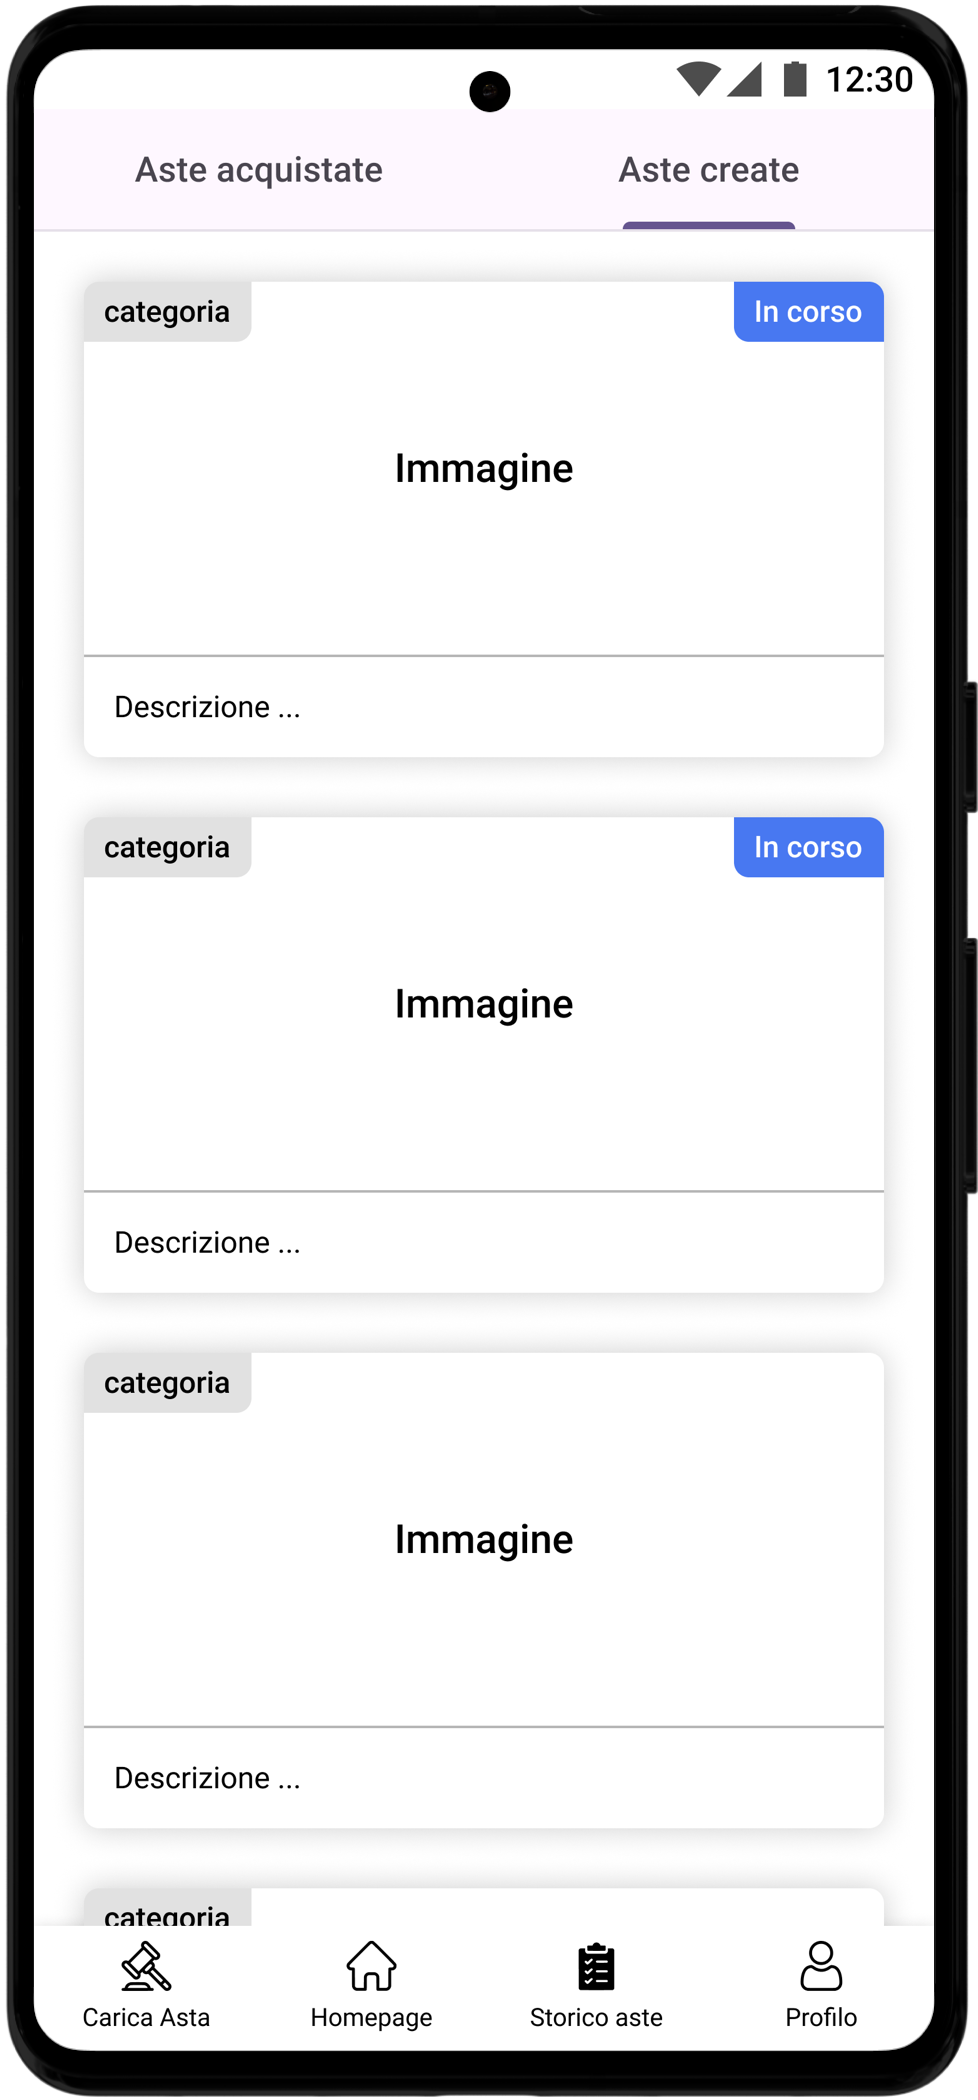 12:30
Aste acquistate
Aste create
categoria
In corso
Immagine
Descrizione ...
categoria
In corso
Immagine
Descrizione ...
categoria
Immagine
Descrizione ...
categoria
Carica Asta
Homepage
Storico aste
Profilo